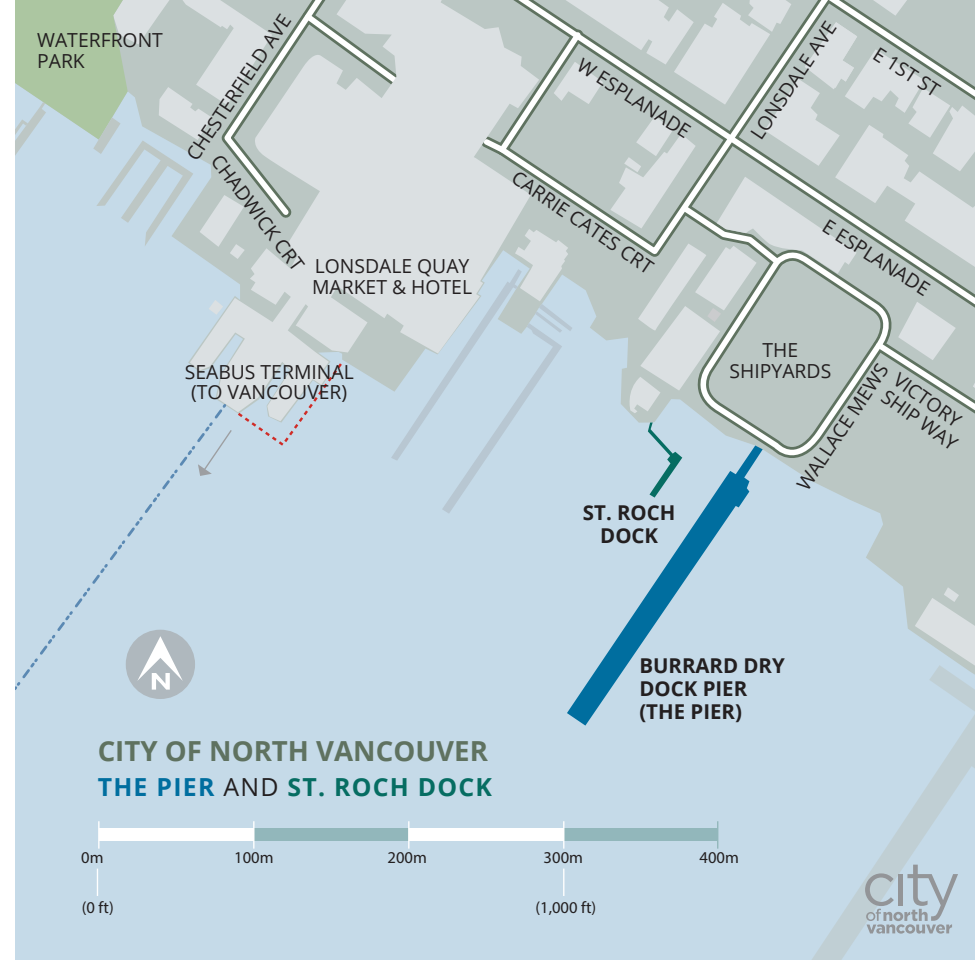 WATERFRONT
PARK
CHESTERFIELD AVE
W ESPLANADE
LONSDALE AVE
E 1ST ST
CHADWICK CRT
CARRIE CATES CRT
E ESPLANADE
LONSDALE QUAY
MARKET & HOTEL
THE
SHIPYARDS
SEABUS TERMINAL
(TO VANCOUVER)
WALLACE MEWS
VICTORY
SHIP WAY
ST. ROCH
DOCK
BURRARD DRY
DOCK PIER
(THE PIER)
N
CITY OF NORTH VANCOUVER
THE PIER AND ST. ROCH DOCK
0m 100m 200m 300m 400m
(0 ft) (1,000 ft)
city
of north
vancouver